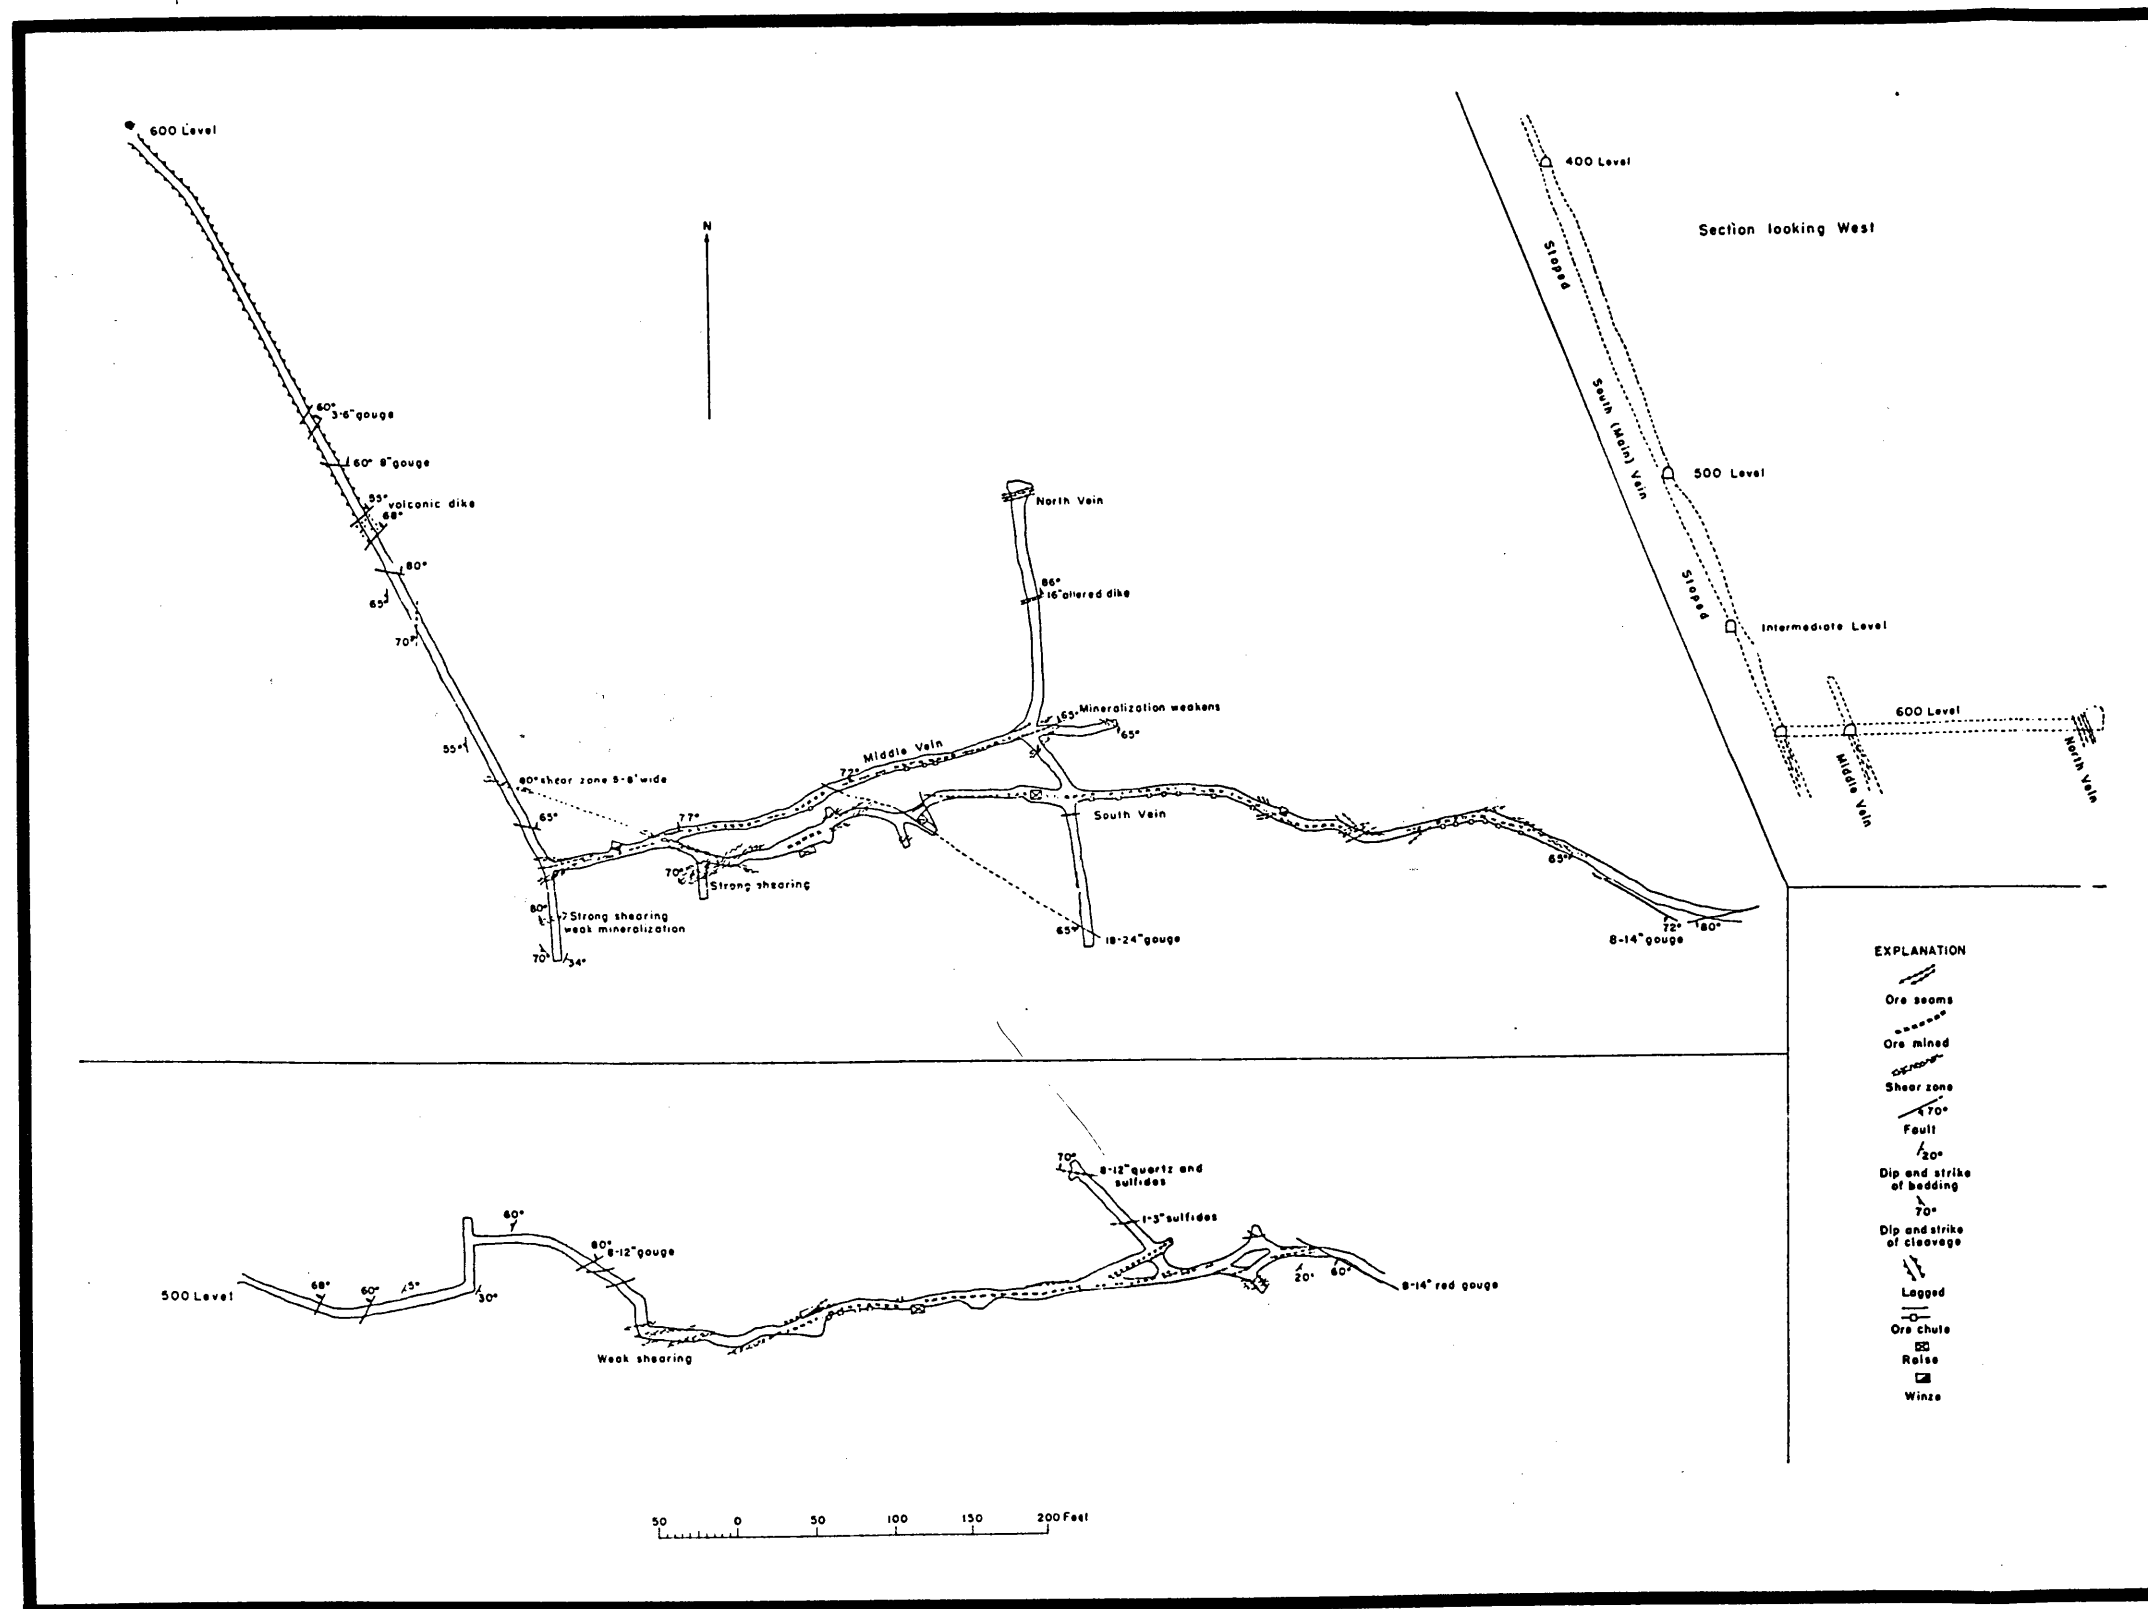 600 Level
N
60°
3-6" gouge
60° 8" gouge
55°
volcanic dike
68°
80°
65°
70°
55°
80° shear zone 5-8' wide
65°
North Vein
86°
16" altered dike
65° Mineralization weakens
65°
Middle Vein
72°
77°
South Vein
70°
Strong shearing
80°
Strong shearing
weak mineralization
70°
34°
65°
18-24" gouge
65°
72°
80°
8-14" gouge
400 Level
Section looking West
Stoped
South (Main) Vein
500 Level
Stoped
Intermediate Level
600 Level
North Vein
Middle Vein
EXPLANATION
Ore seams
Ore mined
Shear zone
70°
Fault
20°
Dip and strike
of bedding
70°
Dip and strike
of cleavage
Lagged
Ore chute
Raise
Winze
70°
8-12" quartz and
sulfides
1-3" sulfides
60°
80°
8-12" gouge
500 Level
68°
60°
5°
30°
20°
60°
8-14" red gouge
Weak shearing
50 0 50 100 150 200 Feet